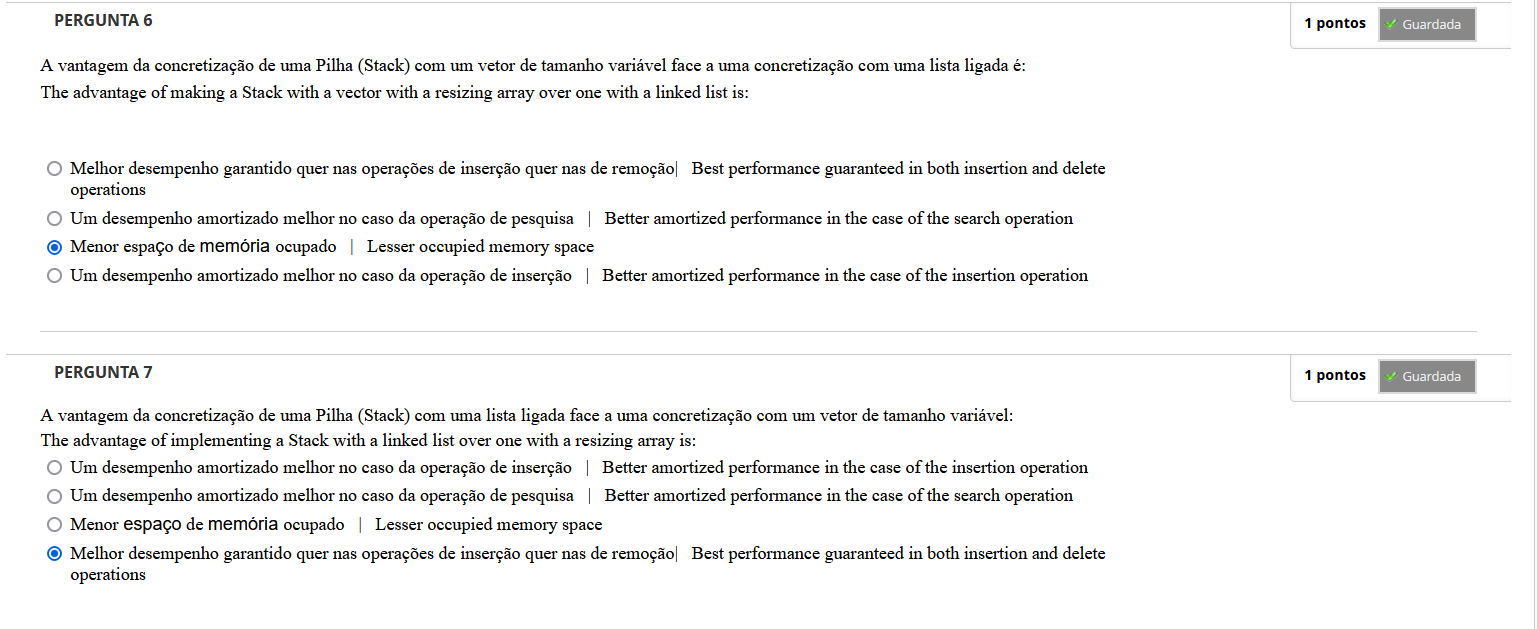 PERGUNTA 6
1 pontos
Guardada
A vantagem da concretização de uma Pilha (Stack) com um vetor de tamanho variável face a uma concretização com uma lista ligada é:
The advantage of making a Stack with a vector with a resizing array over one with a linked list is:
Melhor desempenho garantido quer nas operações de inserção quer nas de remoção| Best performance guaranteed in both insertion and delete
operations
Um desempenho amortizado melhor no caso da operação de pesquisa | Better amortized performance in the case of the search operation
Menor espaço de memória ocupado | Lesser occupied memory space
Um desempenho amortizado melhor no caso da operação de inserção | Better amortized performance in the case of the insertion operation
PERGUNTA 7
1 pontos
Guardada
A vantagem da concretização de uma Pilha (Stack) com uma lista ligada face a uma concretização com um vetor de tamanho variável:
The advantage of implementing a Stack with a linked list over one with a resizing array is:
Um desempenho amortizado melhor no caso da operação de inserção | Better amortized performance in the case of the insertion operation
Um desempenho amortizado melhor no caso da operação de pesquisa | Better amortized performance in the case of the search operation
Menor espaço de memória ocupado | Lesser occupied memory space
Melhor desempenho garantido quer nas operações de inserção quer nas de remoção| Best performance guaranteed in both insertion and delete
operations